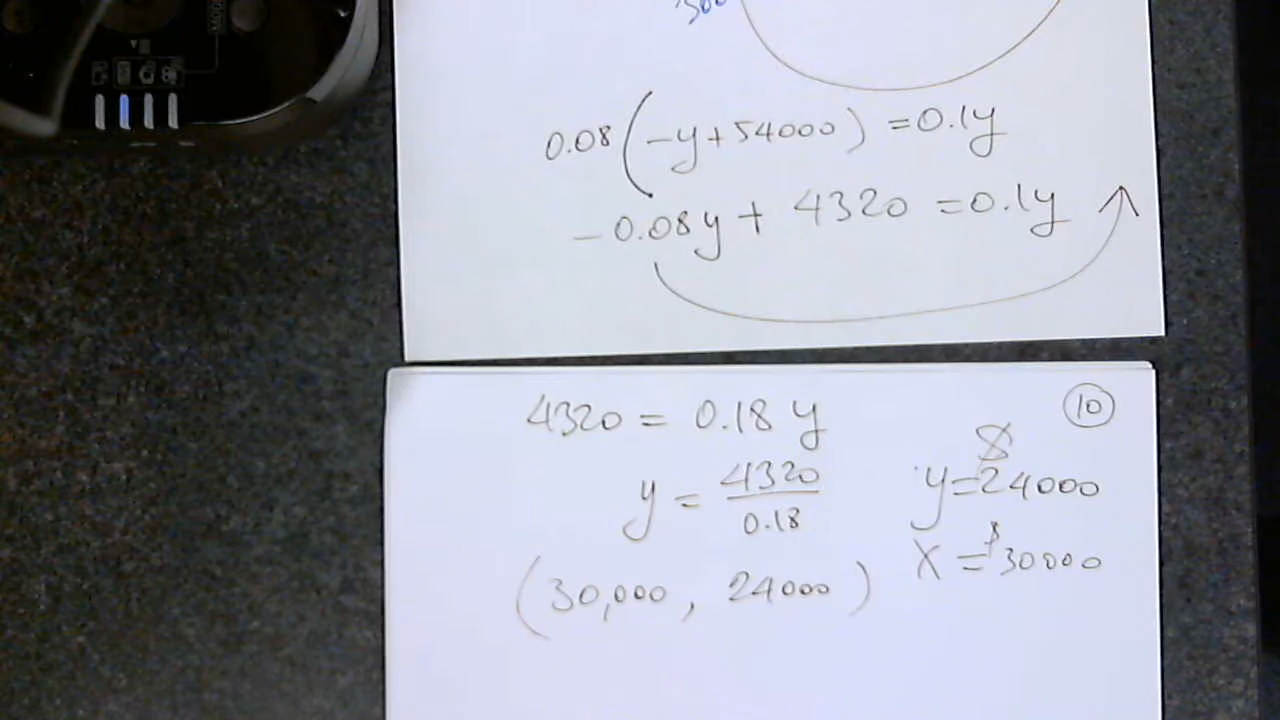 0.08(-y+54000) =0.1y
-0.08y + 4320 =0.1y
10
4320 = 0.18 y
y = 4320/0.18
y=$24000
x =$30000
(30,000, 24000)